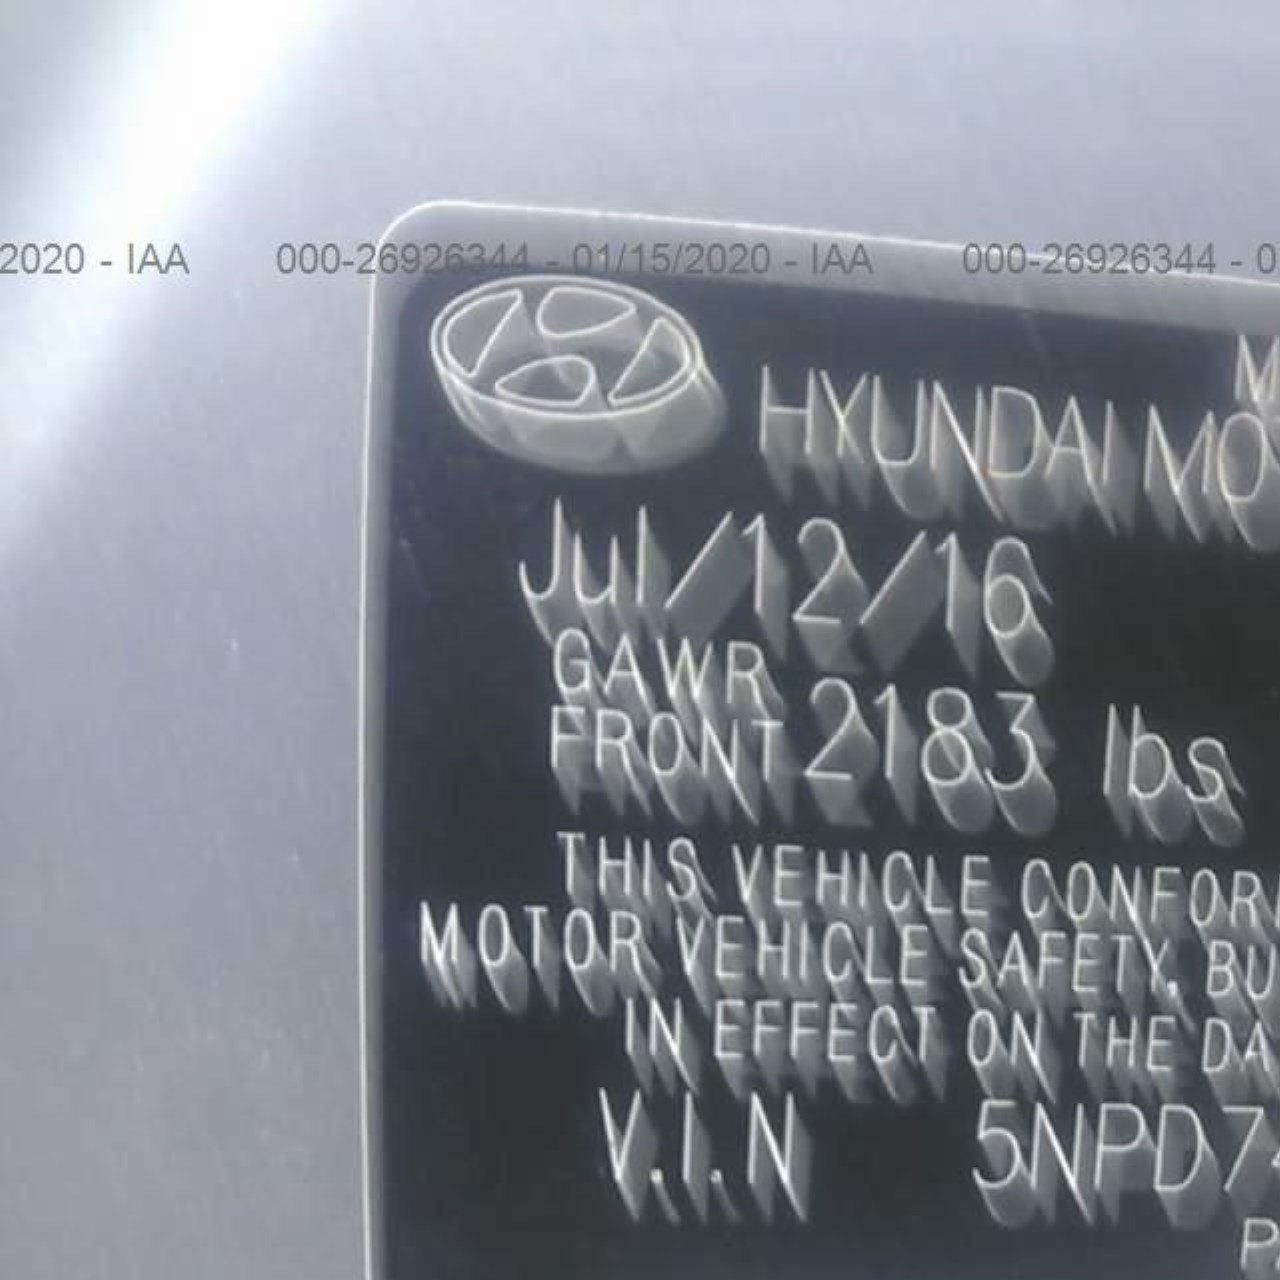 2020 - IAA 000-26926344 - 01/15/2020 - IAA 000-26926344 - 0
HYUNDAI MO
Jul/12/16
GAWR
FRONT 2183 lbs
THIS VEHICLE CONFOR
MOTOR VEHICLE SAFETY, BU
IN EFFECT ON THE DA
V.I.N 5NPD74